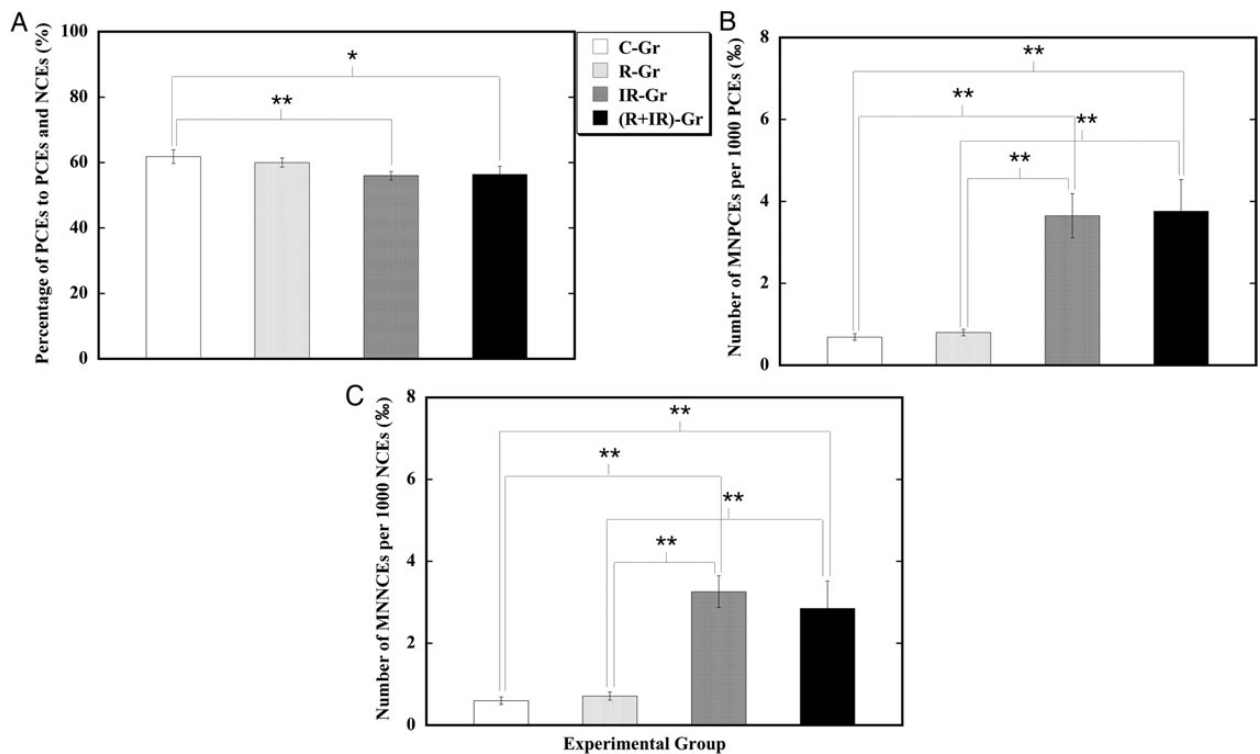 A
Percentage of PCEs to PCEs and NCEs (%)
100
80
60
40
20
0
*
**
C-Gr
R-Gr
IR-Gr
(R+IR)-Gr
B
Number of MNPCEs per 1000 PCEs (‰)
8
6
4
2
0
**
**
**
**
C
Number of MNNCEs per 1000 NCEs (‰)
8
6
4
2
0
**
**
**
**
Experimental Group